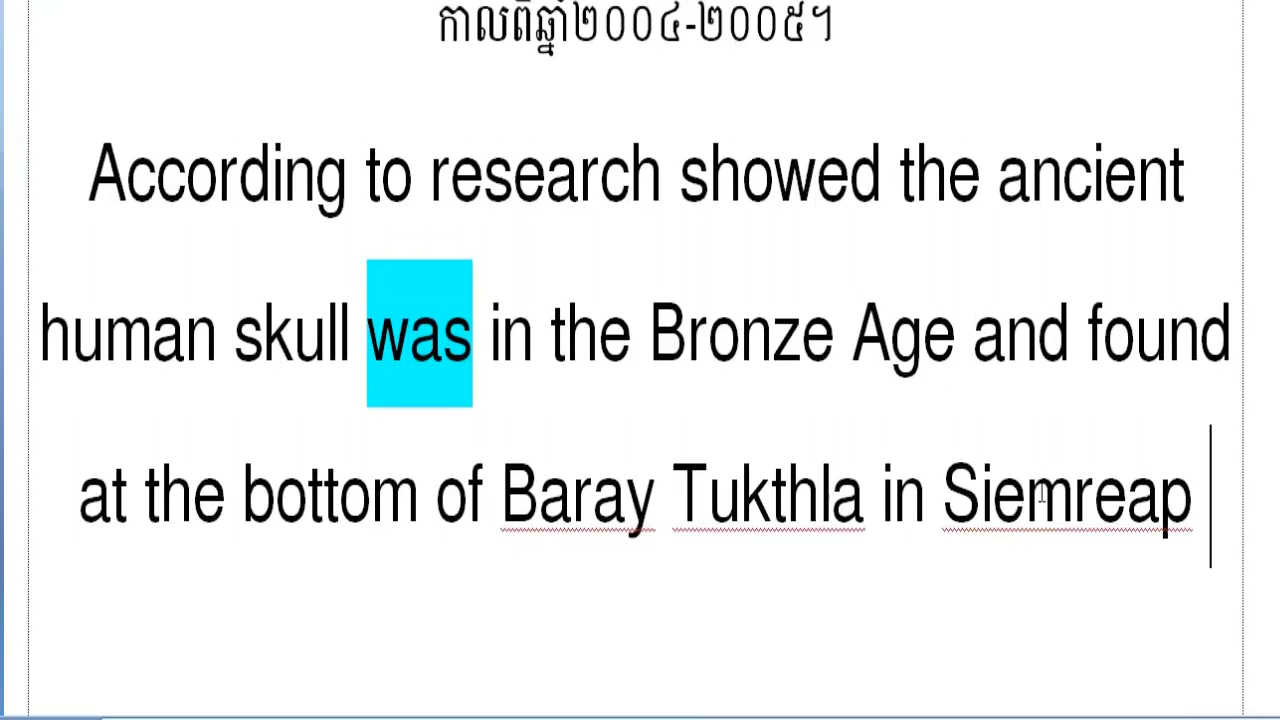 កាលពីឆ្នាំ២០០៤-២០០៥។
According to research showed the ancient
human skull was in the Bronze Age and found
at the bottom of Baray Tukthla in Siemreap